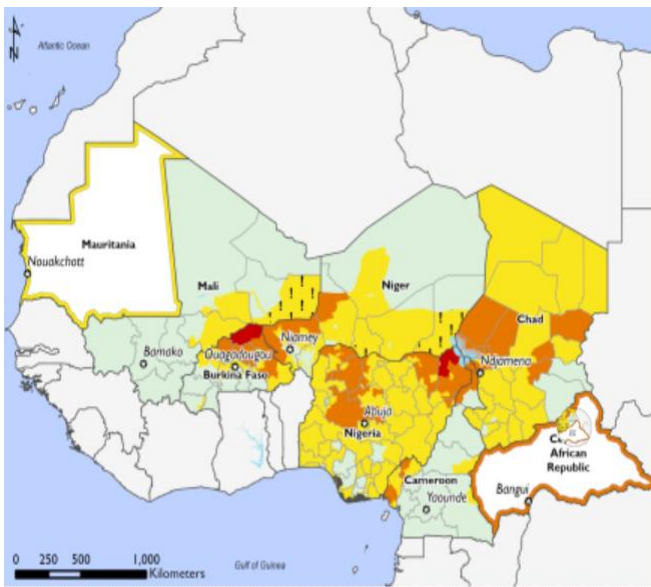 N
Atlantic Ocean
Mauritania
Nouakchott
Mali
Niger
Chad
Niamey
Bamako
Ouagadougou
Burkina Faso
Ndjamena
Abuja
Nigeria
African
Republic
Cameroon
Bangui
Yaounde
0 250 500 1,000
Kilometers
Gulf of Guinea